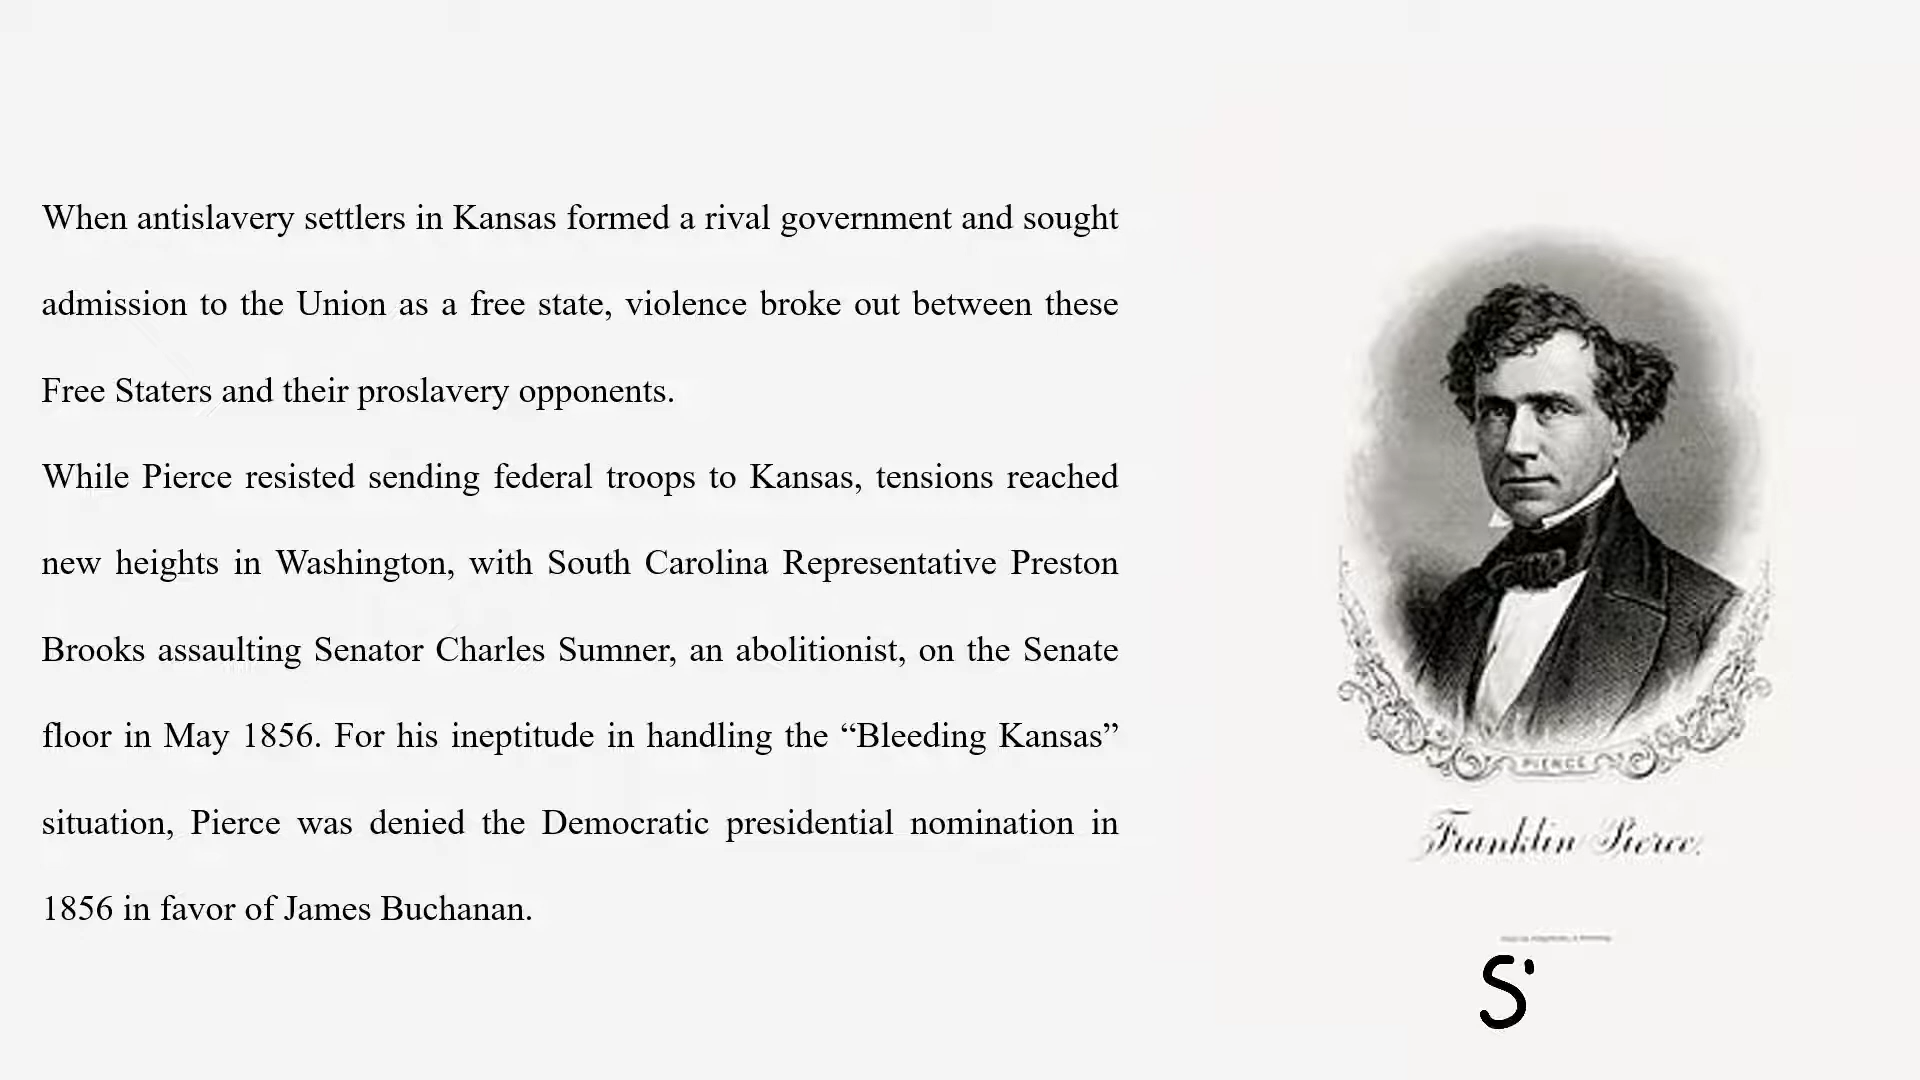 When antislavery settlers in Kansas formed a rival government and sought
admission to the Union as a free state, violence broke out between these
Free Staters and their proslavery opponents.
While Pierce resisted sending federal troops to Kansas, tensions reached
new heights in Washington, with South Carolina Representative Preston
Brooks assaulting Senator Charles Sumner, an abolitionist, on the Senate
floor in May 1856. For his ineptitude in handling the “Bleeding Kansas”
situation, Pierce was denied the Democratic presidential nomination in
1856 in favor of James Buchanan.
PIERCE
Franklin Pierce.
S'